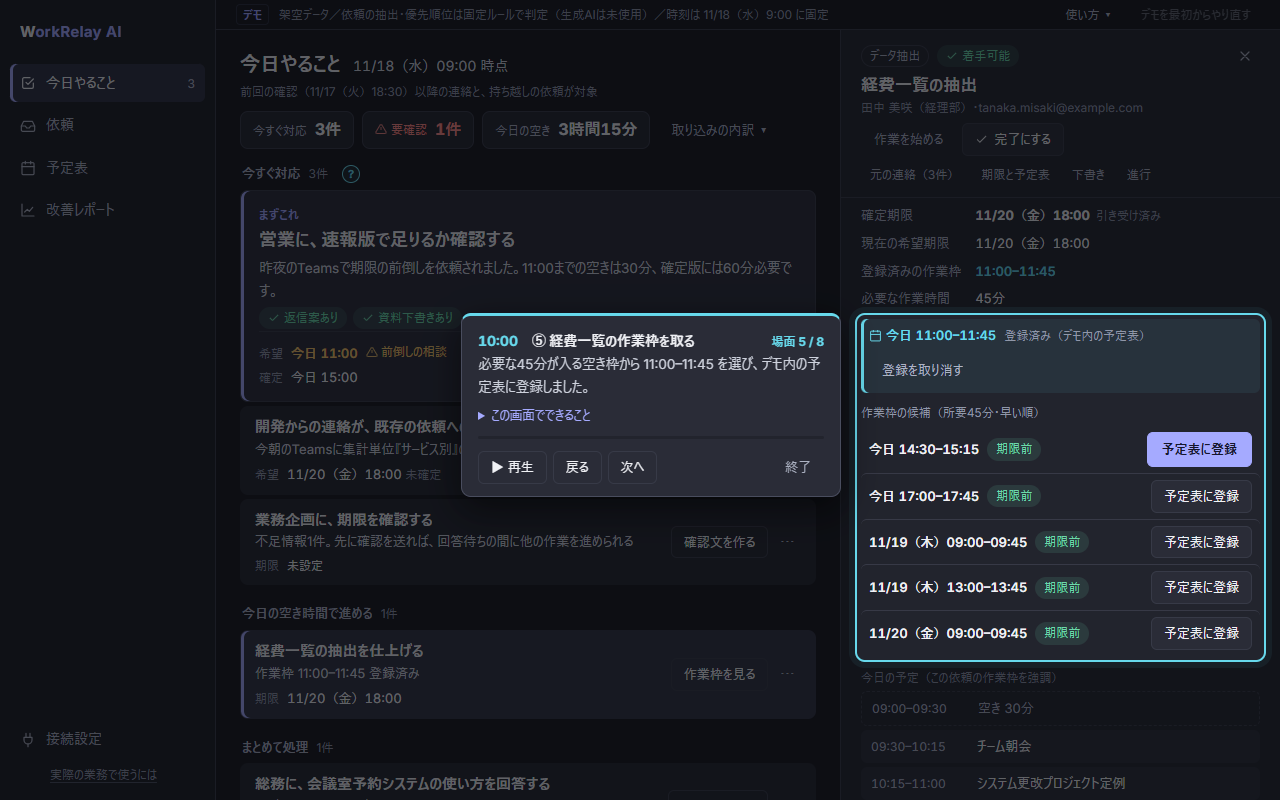 WorkRelay AI
今日やること 3
依頼
予定表
改善レポート
接続設定
実際の業務で使うには
デモ 架空データ／依頼の抽出・優先順位は固定ルールで判定（生成AIは未使用）／時刻は 11/18（水）9:00 に固定
使い方 ▼
デモを最初からやり直す
今日やること 11/18（水）09:00 時点
前回の確認（11/17（火）18:30）以降の連絡と、持ち越しの依頼が対象
今すぐ対応 3件
要確認 1件
今日の空き 3時間15分
取り込みの内訳 ▼
今すぐ対応 3件 ?
まずこれ
営業に、速報版で足りるか確認する
昨夜のTeamsで期限の前倒しを依頼されました。11:00までの空きは30分、確定版には60分必要で
す。
返信案あり 資料下書きあり
希望 今日 11:00 前倒しの相談
確定 今日 15:00
開発からの連絡が、既存の依頼へ
今朝のTeamsに集計単位『サービス別』
希望 11/20（金）18:00 未確定
業務企画に、期限を確認する
不足情報1件。先に確認を送れば、回答待ちの間に他の作業を進められる
期限 未設定
確認文を作る …
今日の空き時間で進める 1件
経費一覧の抽出を仕上げる
作業枠 11:00–11:45 登録済み
期限 11/20（金）18:00
作業枠を見る …
まとめて処理 1件
総務に、会議室予約システムの使い方を回答する
10:00 ⑤ 経費一覧の作業枠を取る 場面 5 / 8
必要な45分が入る空き枠から 11:00–11:45 を選び、デモ内の予
定表に登録しました。
▶ この画面でできること
▶ 再生 戻る 次へ 終了
データ抽出 着手可能
経費一覧の抽出
田中 美咲（経理部）・tanaka.misaki@example.com
作業を始める 完了にする
元の連絡（3件） 期限と予定表 下書き 進行
確定期限 11/20（金）18:00 引き受け済み
現在の希望期限 11/20（金）18:00
登録済みの作業枠 11:00–11:45
必要な作業時間 45分
今日 11:00–11:45 登録済み（デモ内の予定表）
登録を取り消す
作業枠の候補（所要45分・早い順）
今日 14:30–15:15 期限前 予定表に登録
今日 17:00–17:45 期限前 予定表に登録
11/19（木）09:00–09:45 期限前 予定表に登録
11/19（木）13:00–13:45 期限前 予定表に登録
11/20（金）09:00–09:45 期限前 予定表に登録
今日の予定（この依頼の作業枠を強調）
09:00–09:30 空き 30分
09:30–10:15 チーム朝会
10:15–11:00 システム更改プロジェクト定例